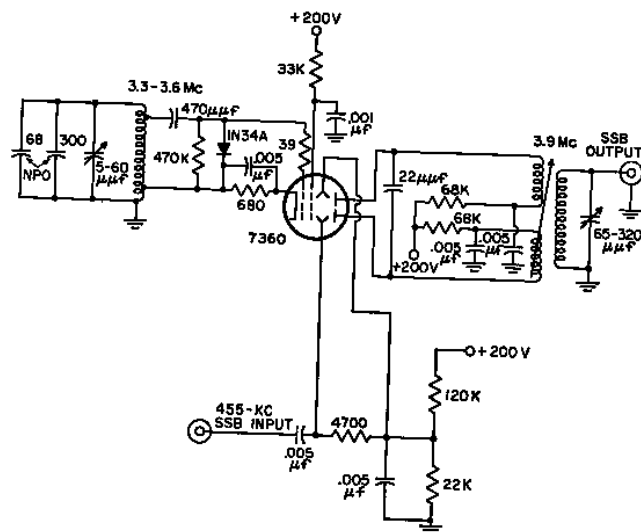 +200V
33K
.001
μf
3.3-3.6 Mc
470μμf
68
300
NPO
5-60
μμf
470K
IN34A
.005
μf
39
680
7360
22μμf
68K
68K
+200V
.005
μf
.005
μf
3.9 Mc
SSB
OUTPUT
65-320
μμf
+200V
120K
455-KC
SSB INPUT
.005
μf
4700
.005
μf
22K